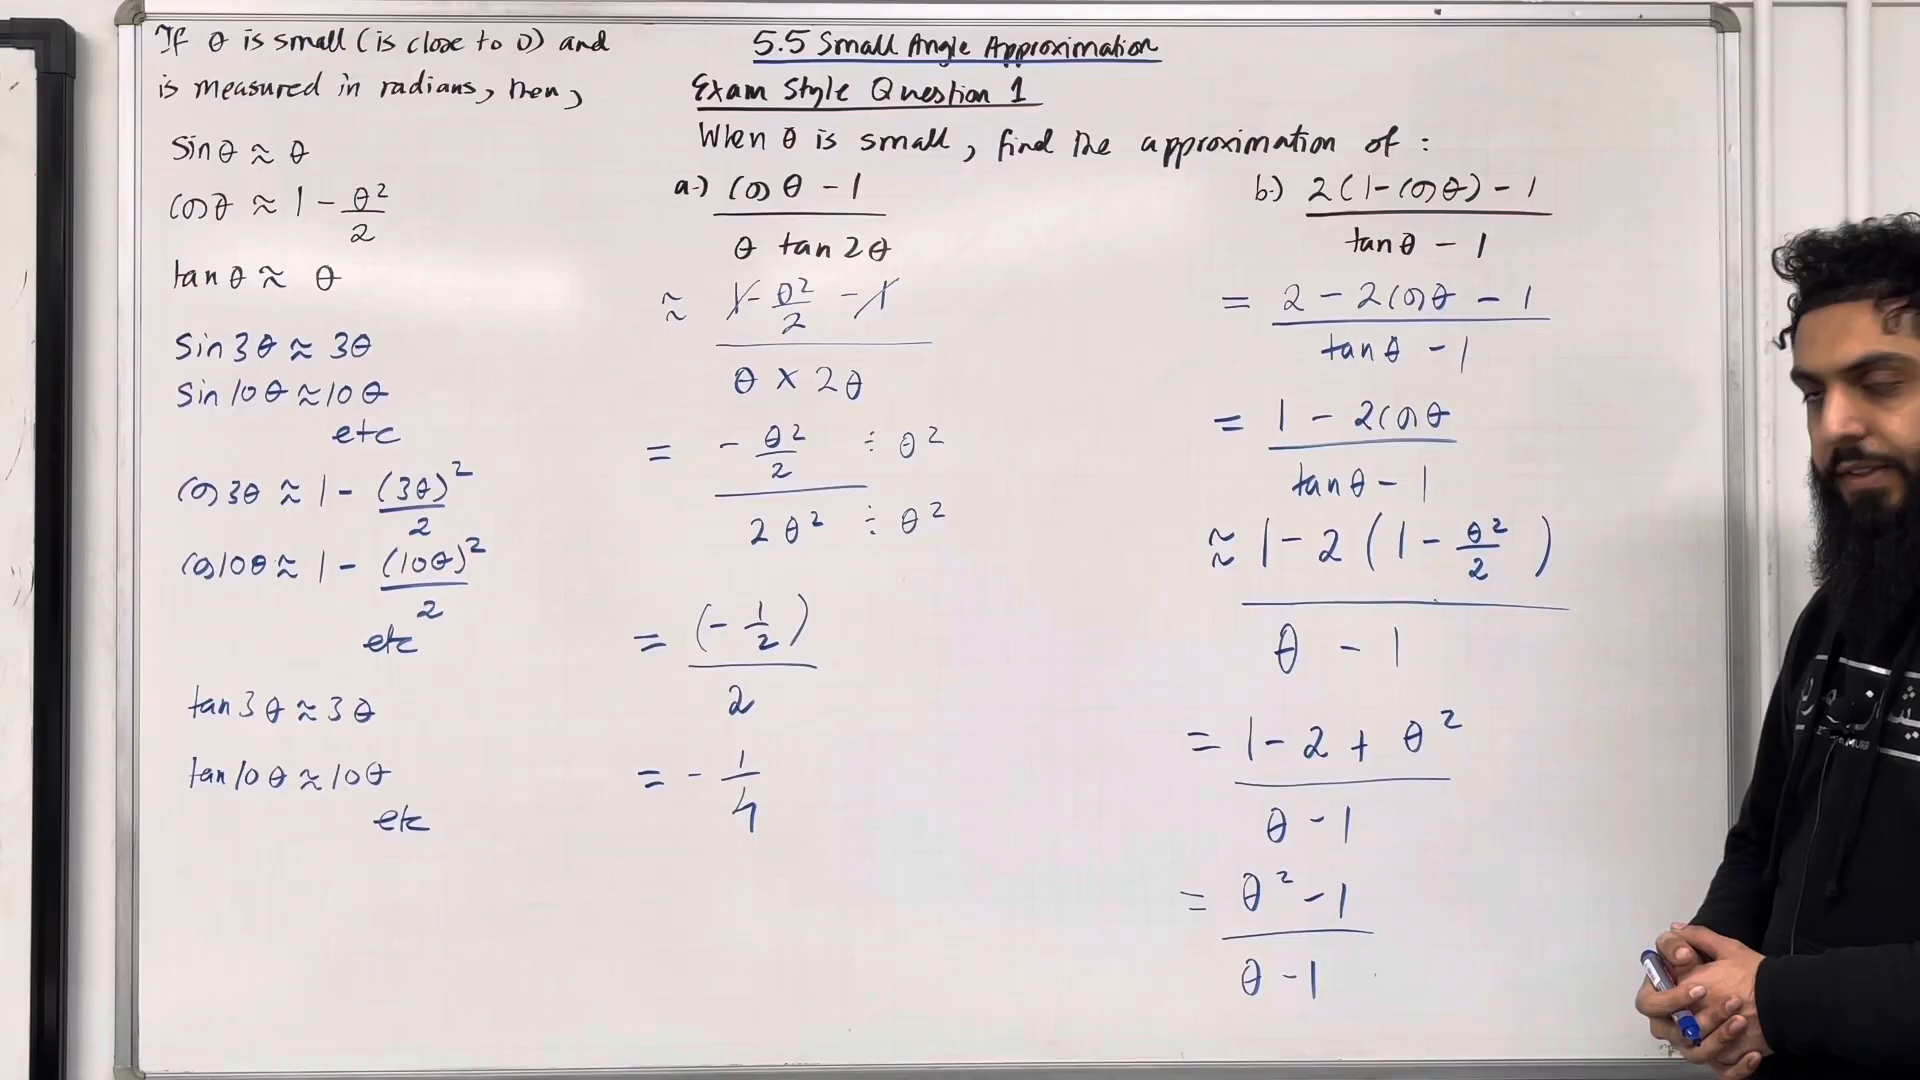 If θ is small (is close to 0) and
is measured in radians, then,
sinθ ≈ θ
cosθ ≈ 1 - θ²/2
tanθ ≈ θ
sin3θ ≈ 3θ
sin10θ ≈ 10θ
etc
cos3θ ≈ 1 - (3θ)²/2
cos10θ ≈ 1 - (10θ)²/2
etc
tan3θ ≈ 3θ
tan10θ ≈ 10θ
etc
5.5 Small Angle Approximation
Exam Style Question 1
When θ is small, find the approximation of :
a.) cosθ - 1
θ tan2θ
≈ 1 - θ²/2 - 1
θ × 2θ
= - θ²/2 ÷ θ²
2θ² ÷ θ²
= (- 1/2)
2
= - 1/4
b.) 2(1 - cosθ) - 1
tanθ - 1
= 2 - 2cosθ - 1
tanθ - 1
= 1 - 2cosθ
tanθ - 1
≈ 1 - 2(1 - θ²/2)
θ - 1
= 1 - 2 + θ²
θ - 1
= θ² - 1
θ - 1